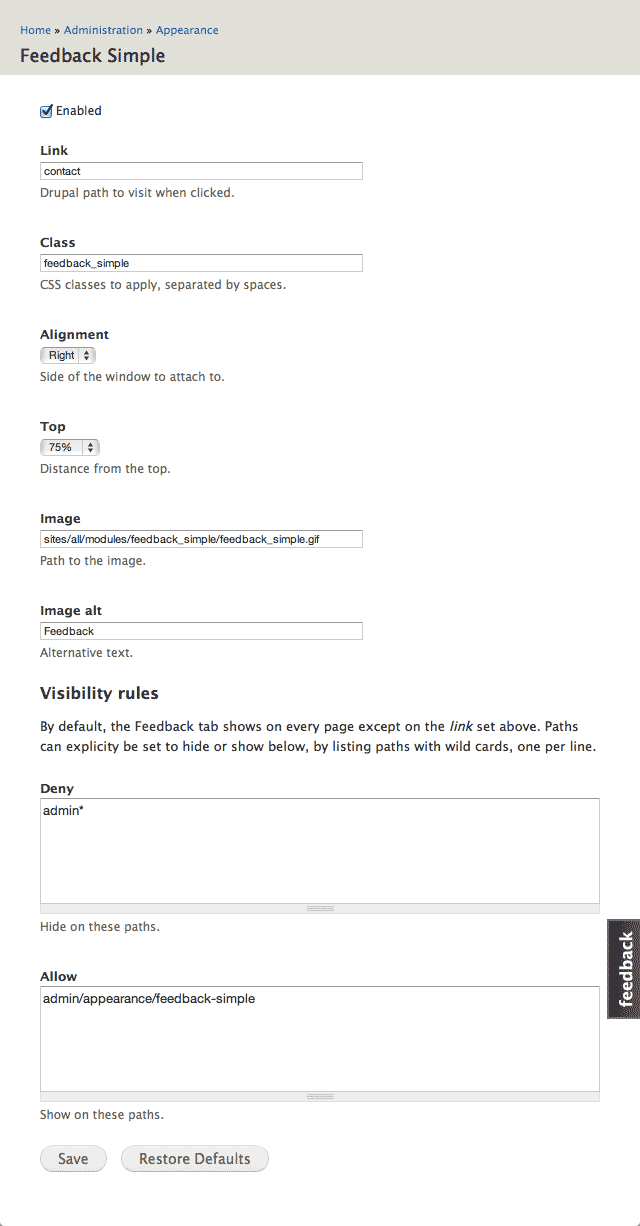 Home » Administration » Appearance
Feedback Simple
Enabled
Link
contact
Drupal path to visit when clicked.
Class
feedback_simple
CSS classes to apply, separated by spaces.
Alignment
Right
Side of the window to attach to.
Top
75%
Distance from the top.
Image
sites/all/modules/feedback_simple/feedback_simple.gif
Path to the image.
Image alt
Feedback
Alternative text.
Visibility rules
By default, the Feedback tab shows on every page except on the link set above. Paths
can explicity be set to hide or show below, by listing paths with wild cards, one per line.
Deny
admin*
Hide on these paths.
feedback
Allow
admin/appearance/feedback-simple
Show on these paths.
Save Restore Defaults